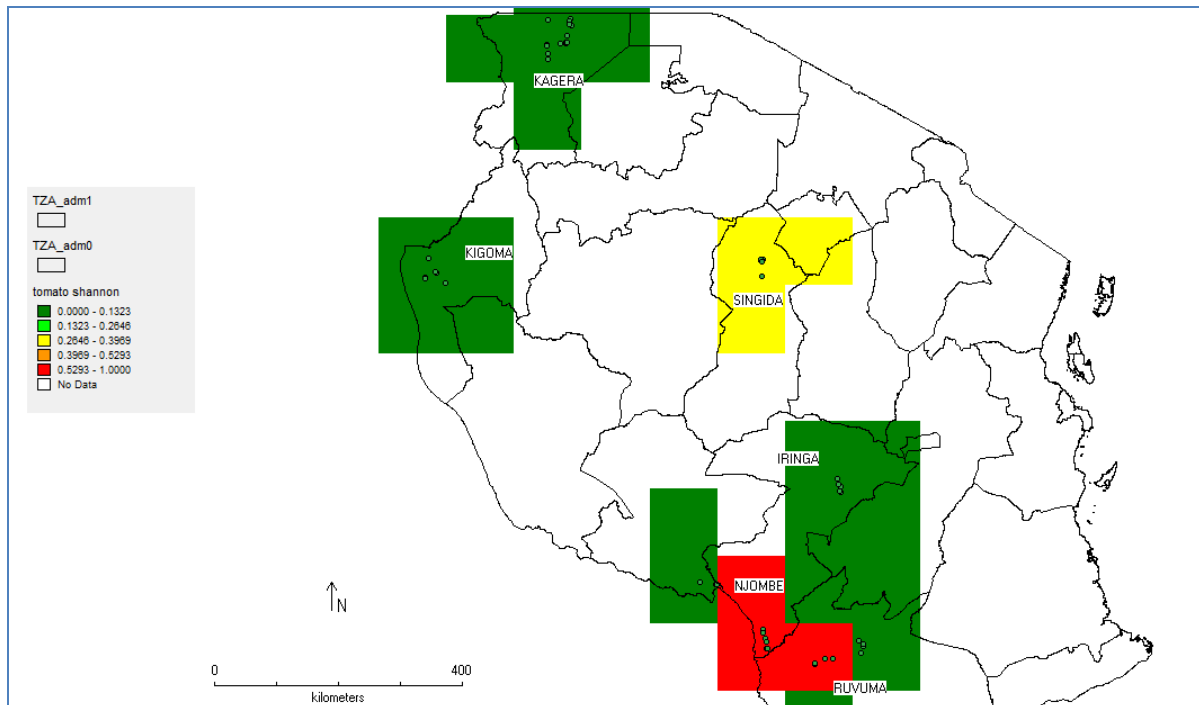 KAGERA
TZA_adm1
TZA_adm0
tomato shannon
0.0000 - 0.1323
0.1323 - 0.2646
0.2646 - 0.3969
0.3969 - 0.5293
0.5293 - 1.0000
No Data
KIGOMA
SINGIDA
IRINGA
NJOMBE
N
RUVUMA
0 400
kilometers